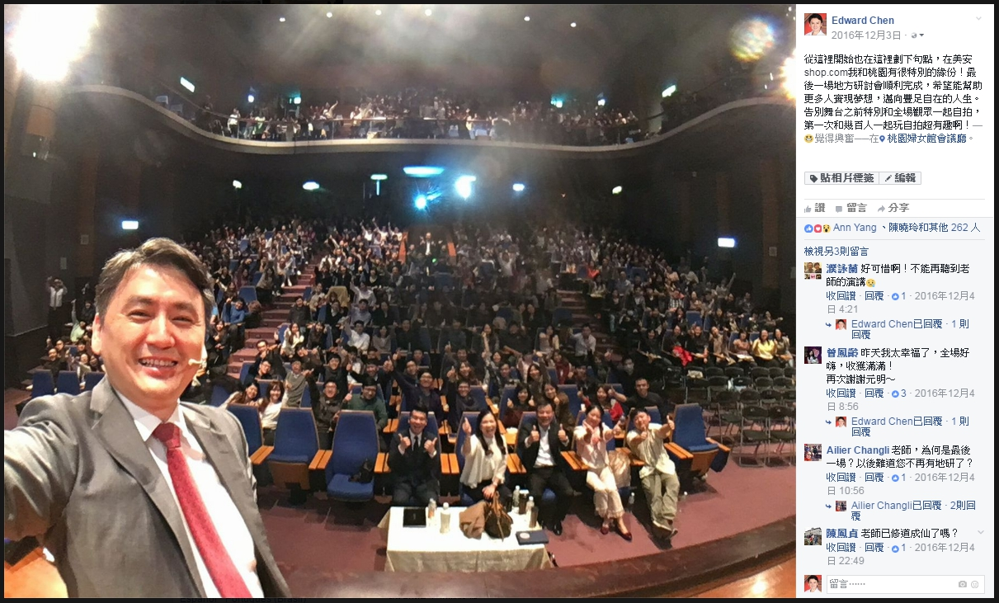 Edward Chen
2016年12月3日 ·
從這裡開始也在這裡劃下句點，在美安
shop.com我和桃園有很特別的緣份！最
後一場地方研討會順利完成，希望能幫助
更多人實現夢想，邁向豐足自在的人生。
告別舞台之前特別和全場觀眾一起自拍，
第一次和幾百人一起玩自拍超有趣啊！—
覺得興奮——在桃園婦女館會議廳。
貼相片標籤 編輯
讚 留言 分享
Ann Yang 、陳曉玲和其他 262 人
檢視另3則留言
濮詠蘭 好可惜啊！不能再聽到老
師的演講
收回讚 · 回覆 · 1 · 2016年12月4
日 4:21
Edward Chen已回覆 · 1 則
回覆
曾鳳齡 昨天我太幸福了，全場好
嗨，收獲滿滿！
再次謝謝元明～
收回讚 · 回覆 · 3 · 2016年12月4
日 8:56
Edward Chen已回覆 · 1 則
回覆
Ailier Changli 老師，為何是最後
一場？以後難道您不再有地研了？
收回讚 · 回覆 · 1 · 2016年12月4
日 10:56
Ailier Changli已回覆 · 2則回
覆
陳鳳貞 老師已修道成仙了嗎？
收回讚 · 回覆 · 1 · 2016年12月4
日 22:49
留言......